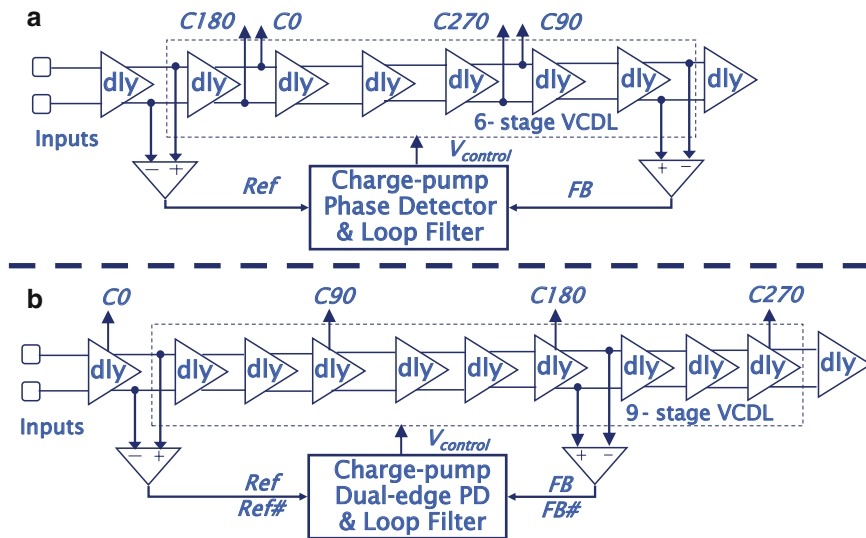 a
C180 C0 C270 C90
dly dly dly dly dly dly dly dly
6- stage VCDL
Inputs
Vcontrol
− + + −
Ref
Charge-pump
Phase Detector
& Loop Filter
FB
b
C0 C90 C180 C270
dly dly dly dly dly dly dly dly dly dly dly
9- stage VCDL
Inputs
Vcontrol
− + + −
Ref
Ref#
Charge-pump
Dual-edge PD
& Loop Filter
FB
FB#